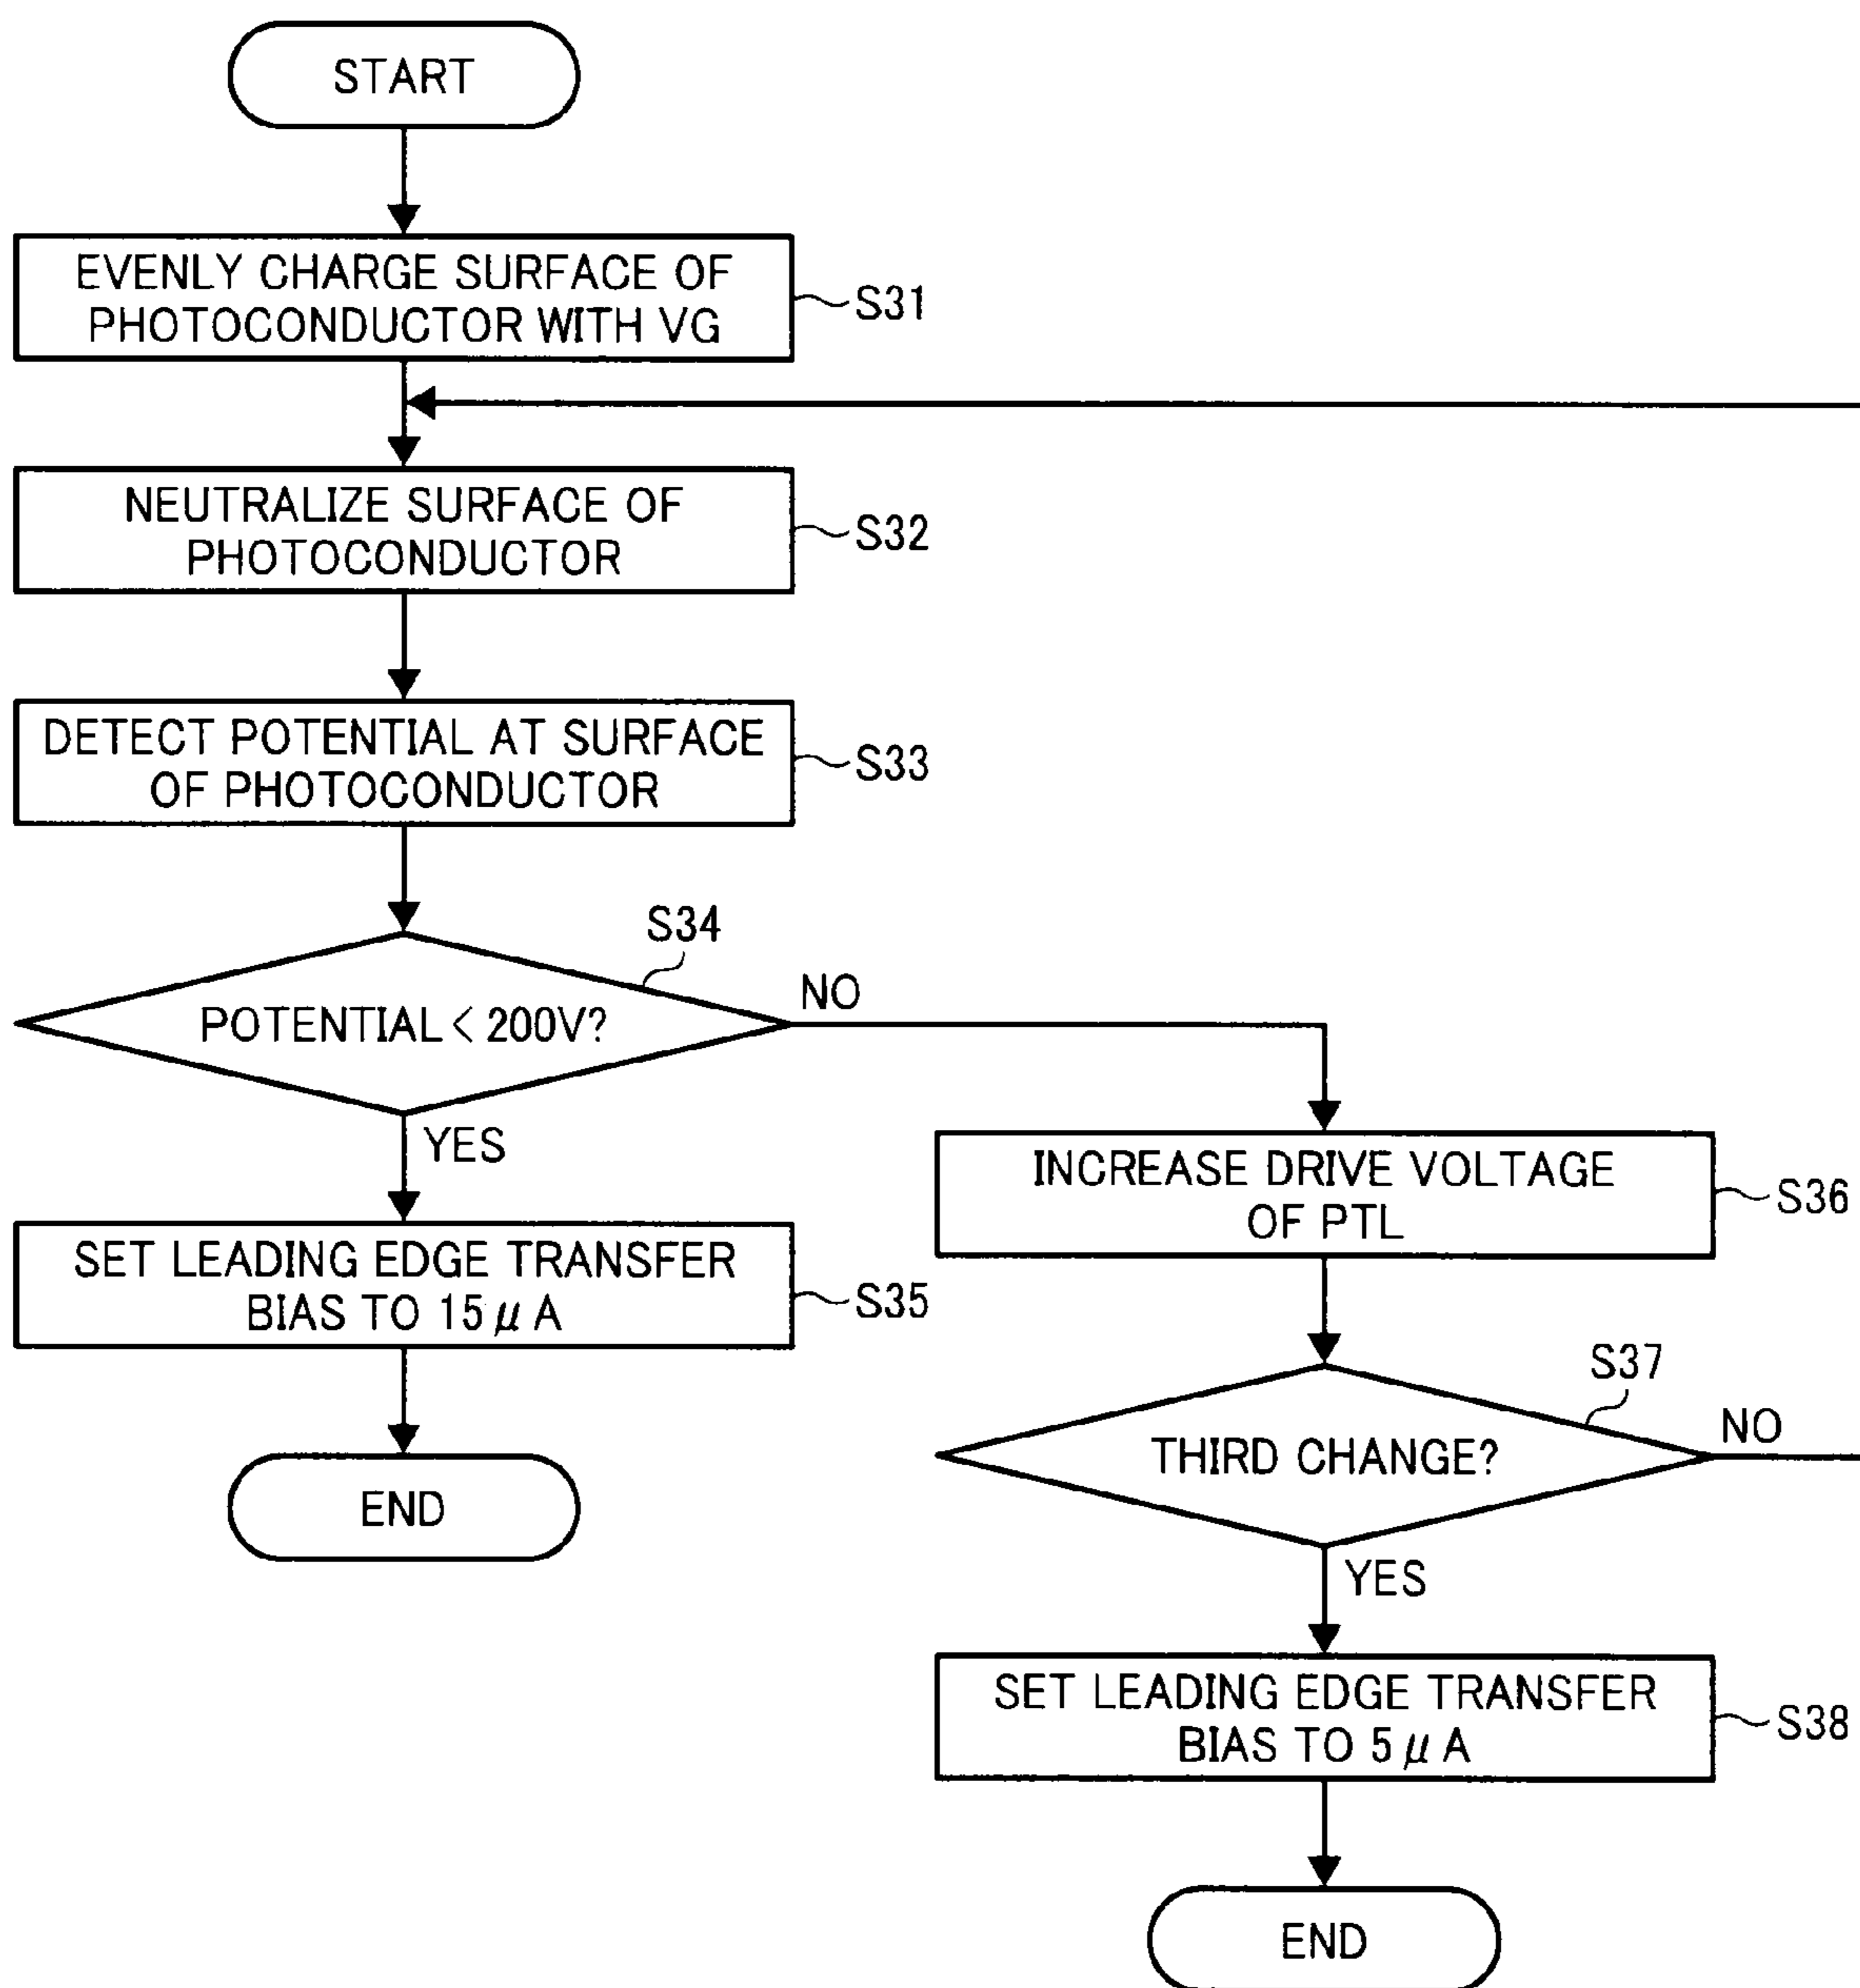 START
EVENLY CHARGE SURFACE OF
PHOTOCONDUCTOR WITH VG
S31
NEUTRALIZE SURFACE OF
PHOTOCONDUCTOR
S32
DETECT POTENTIAL AT SURFACE
OF PHOTOCONDUCTOR
S33
S34
POTENTIAL < 200V?
NO
YES
SET LEADING EDGE TRANSFER
BIAS TO 15 μ A
S35
END
INCREASE DRIVE VOLTAGE
OF PTL
S36
S37
THIRD CHANGE?
NO
YES
SET LEADING EDGE TRANSFER
BIAS TO 5 μ A
S38
END